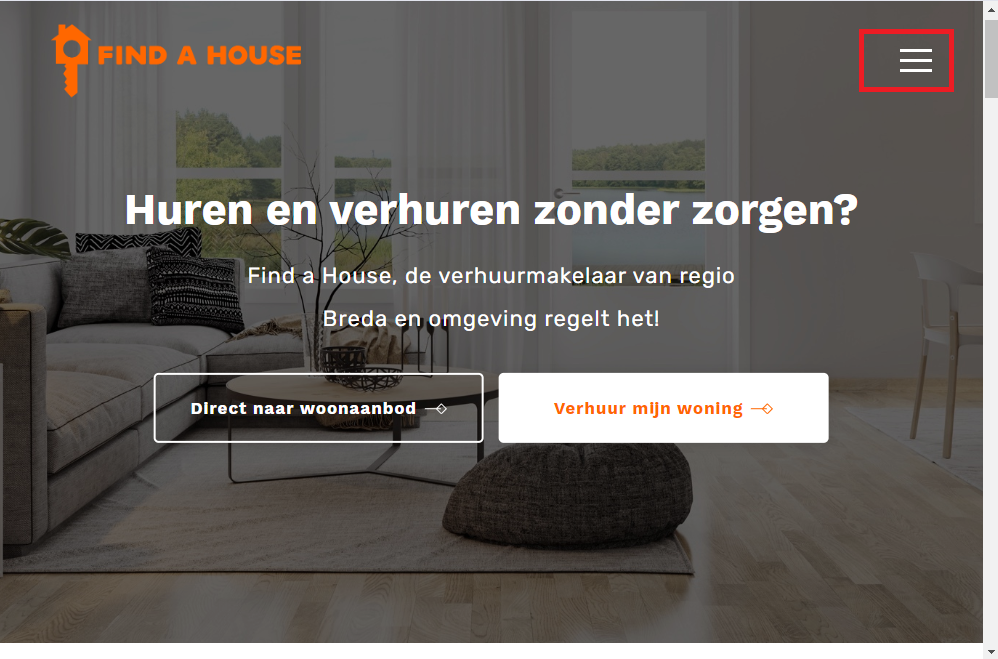 FIND A HOUSE
Huren en verhuren zonder zorgen?
Find a House, de verhuurmakelaar van regio
Breda en omgeving regelt het!
Direct naar woonaanbod
Verhuur mijn woning